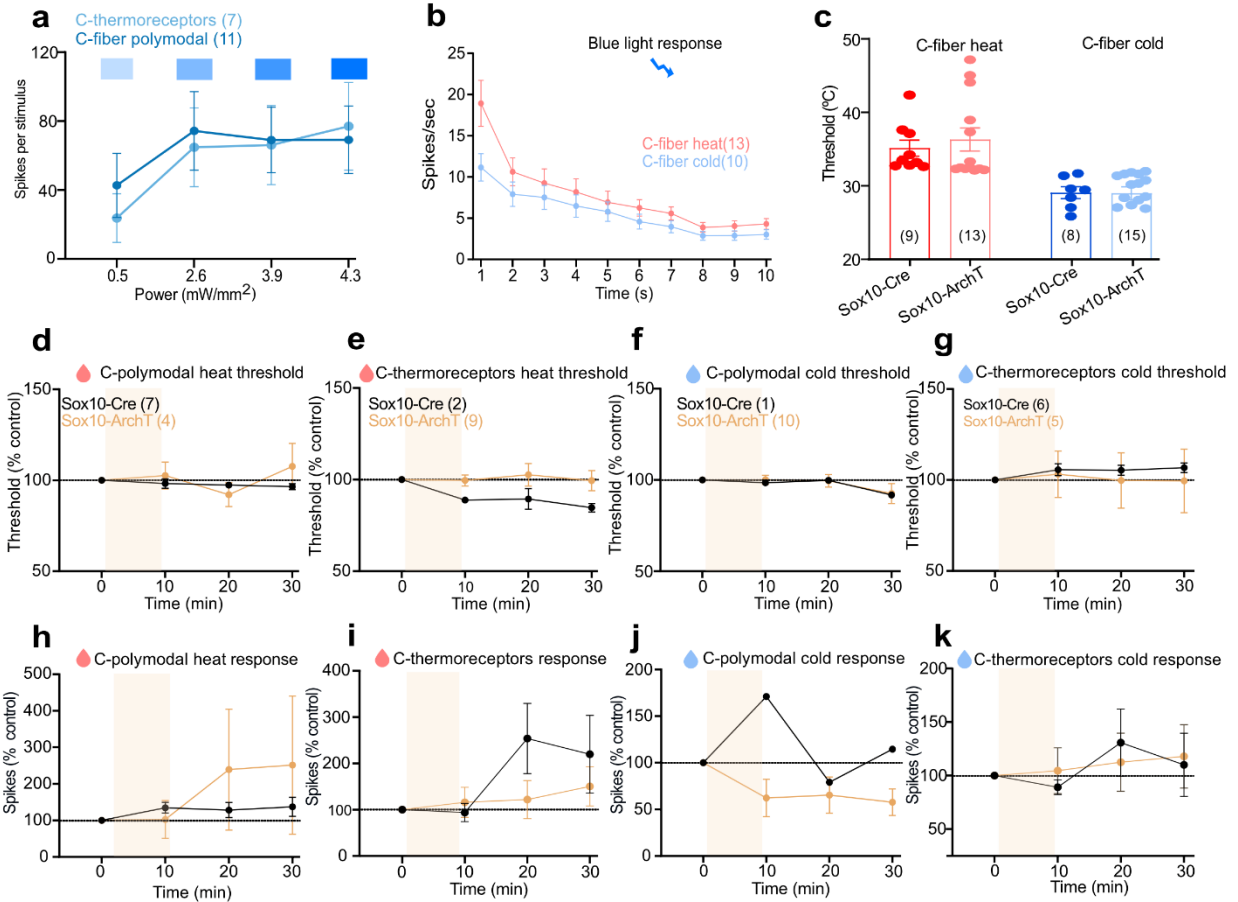 a
C-thermoreceptors (7)
C-fiber polymodal (11)
Spikes per stimulus
120
80
40
0
0.5 2.6 3.9 4.3
Power (mW/mm2)
b
Blue light response
C-fiber heat(13)
C-fiber cold(10)
Spikes/sec
25
20
15
10
5
0
1 2 3 4 5 6 7 8 9 10
Time (s)
c
C-fiber heat C-fiber cold
Threshold (ºC)
50
40
30
20
(9) (13) (8) (15)
Sox10-Cre Sox10-ArchT Sox10-Cre Sox10-ArchT
d
C-polymodal heat threshold
Sox10-Cre (7)
Sox10-ArchT (4)
Threshold (% control)
150
100
50
0 10 20 30
Time (min)
e
C-thermoreceptors heat threshold
Sox10-Cre (2)
Sox10-ArchT (9)
Threshold (% control)
150
100
50
0 10 20 30
Time (min)
f
C-polymodal cold threshold
Sox10-Cre (1)
Sox10-ArchT (10)
Threshold (% control)
150
100
50
0 10 20 30
Time (min)
g
C-thermoreceptors cold threshold
Sox10-Cre (6)
Sox10-ArchT (5)
Threshold (% control)
150
100
50
0 10 20 30
Time (min)
h
C-polymodal heat response
Spikes (% control)
500
400
300
200
100
0
0 10 20 30
Time (min)
i
C-thermoreceptors response
Spikes (% control)
400
300
200
100
0
0 10 20 30
Time (min)
j
C-polymodal cold response
Spikes (% control)
200
150
100
50
0
0 10 20 30
Time (min)
k
C-thermoreceptors cold response
Spikes (% control)
200
150
100
50
0 10 20 30
Time (min)